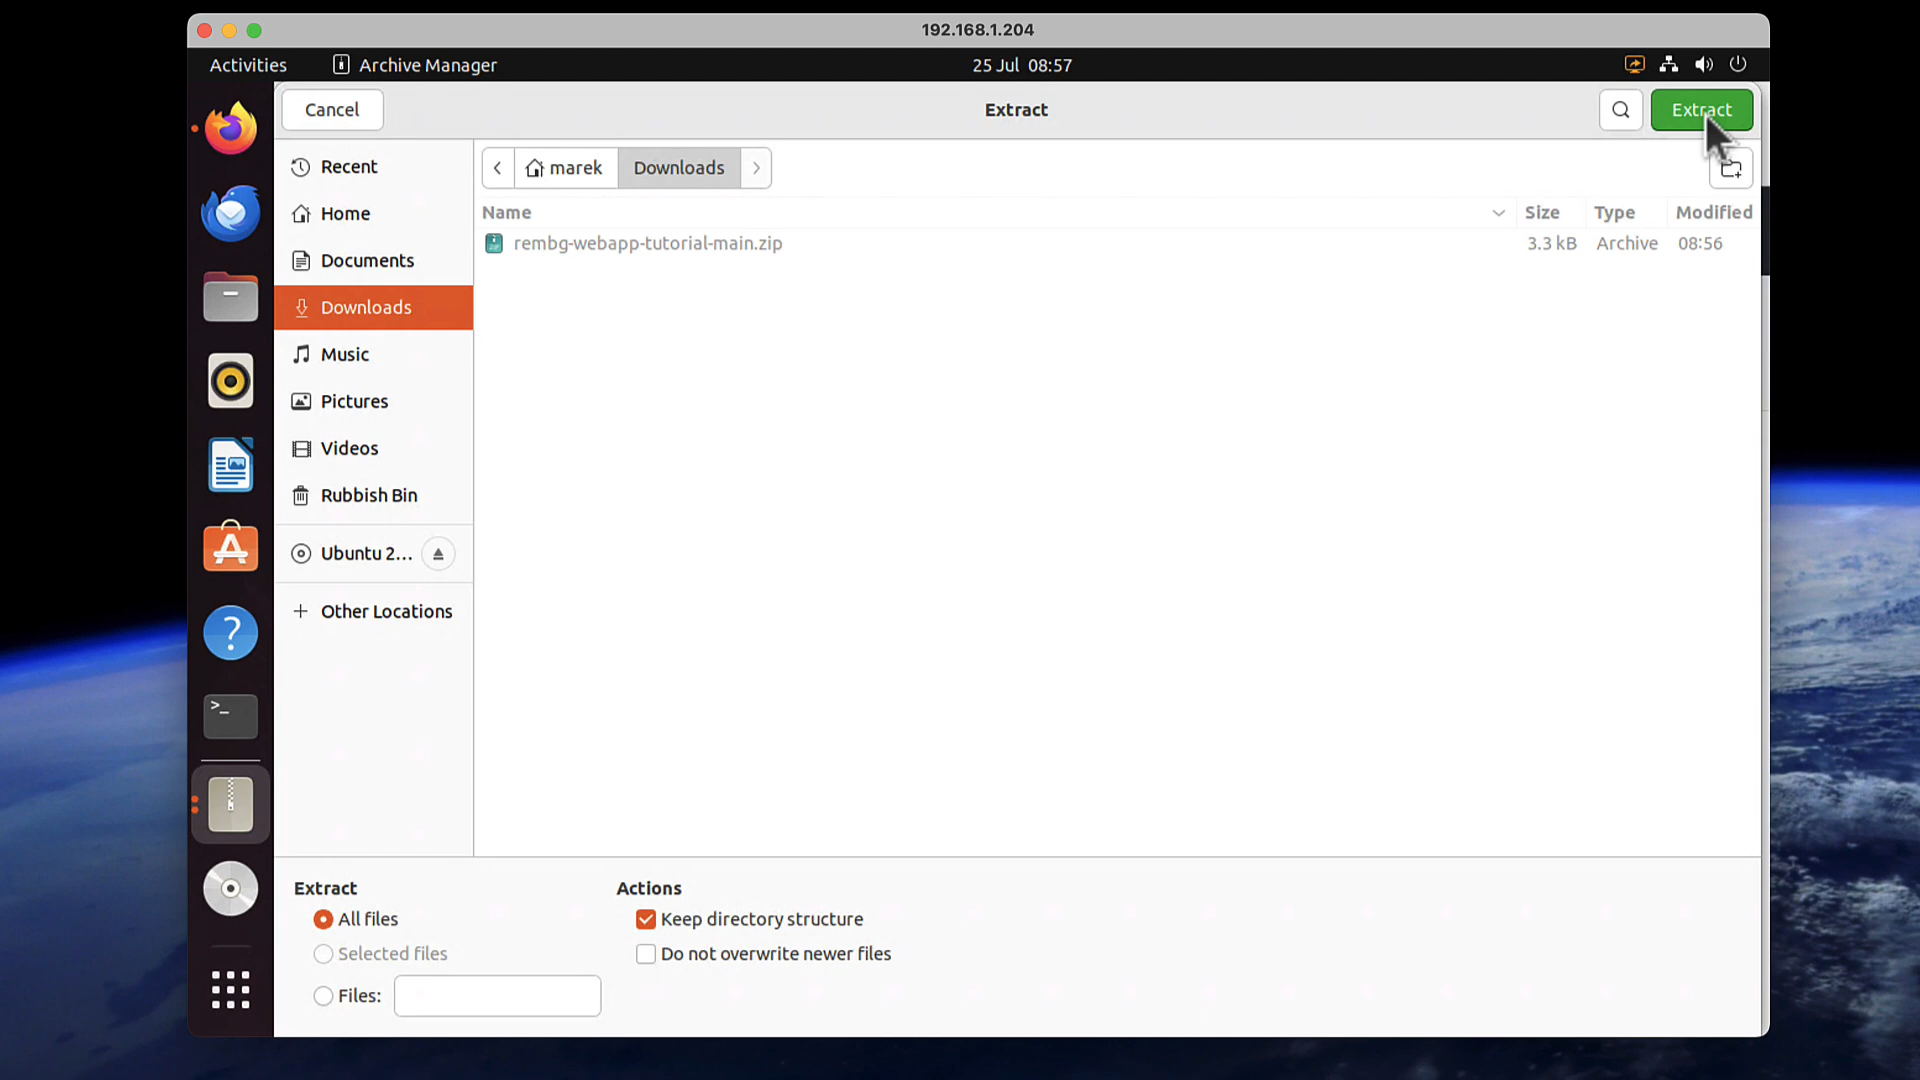 192.168.1.204
Activities
Archive Manager
25 Jul 08:57
Cancel
Extract
Extract
Recent
Home
Documents
Downloads
Music
Pictures
Videos
Rubbish Bin
Ubuntu 2...
Other Locations
marek
Downloads
Name
Size
Type
Modified
rembg-webapp-tutorial-main.zip
3.3 kB
Archive
08:56
Extract
All files
Selected files
Files:
Actions
Keep directory structure
Do not overwrite newer files